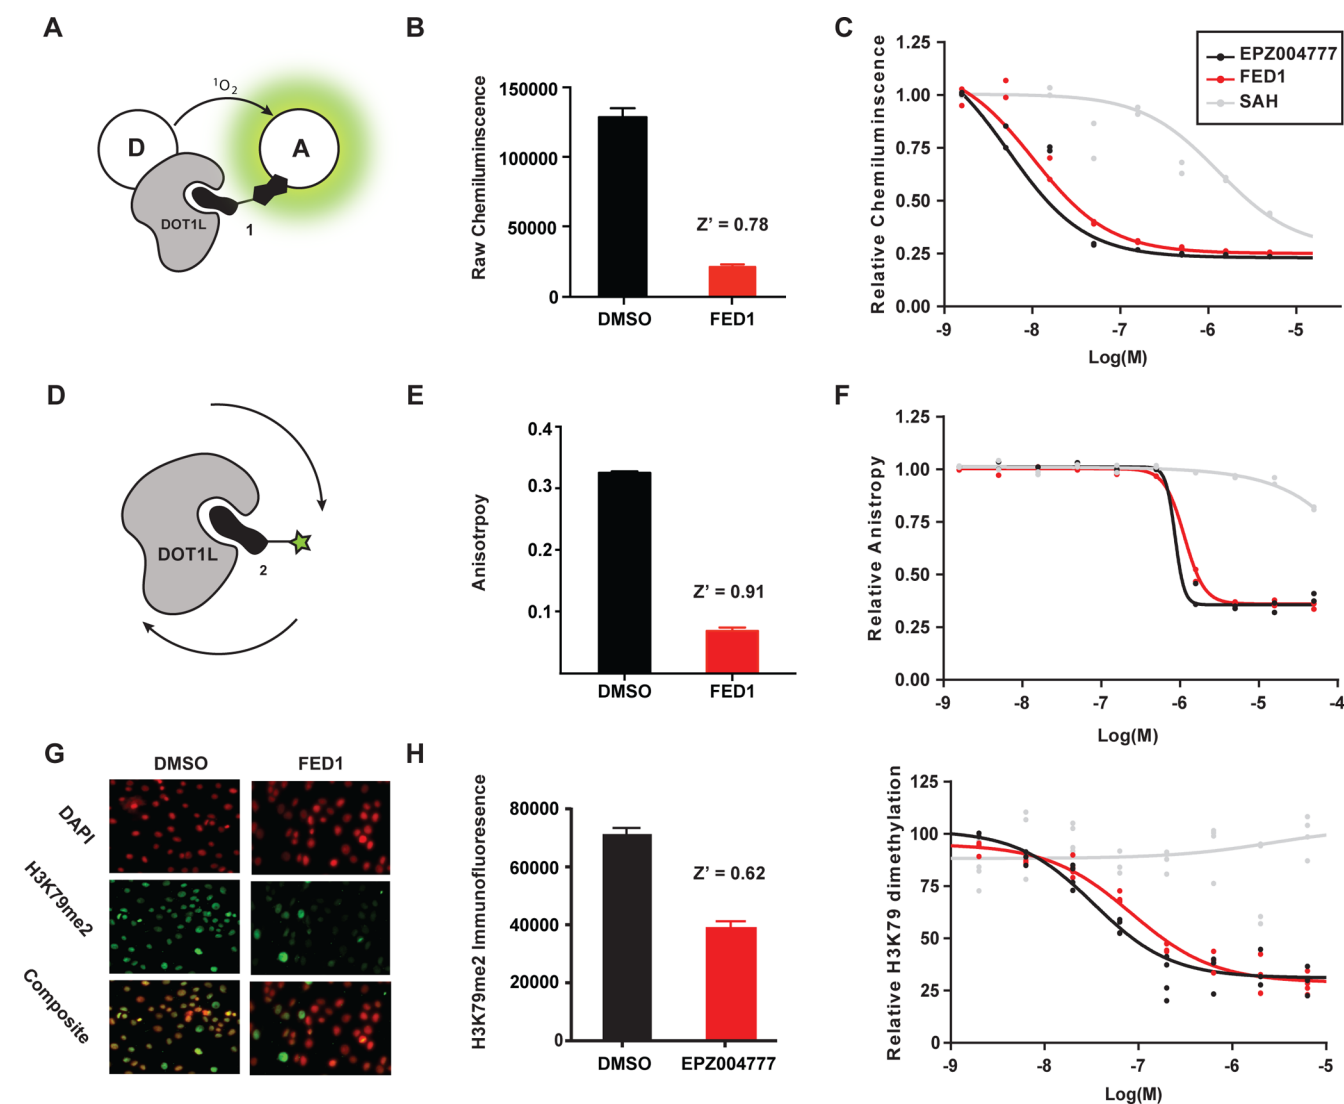 A
D
¹O₂
A
DOT1L
1
B
Raw Chemiluminscence
150000
100000
50000
0
Z’ = 0.78
DMSO
FED1
C
Relative Chemiluminscence
1.25
1.00
0.75
0.50
0.25
0.00
-9
-8
-7
-6
-5
Log(M)
EPZ004777
FED1
SAH
D
DOT1L
2
E
Anisotrpoy
0.4
0.3
0.2
0.1
Z’ = 0.91
DMSO
FED1
F
Relative Anistropy
1.25
1.00
0.75
0.50
0.25
0.00
-9
-8
-7
-6
-5
-4
Log(M)
G
DMSO
FED1
DAPI
H3K79me2
Composite
H
H3K79me2 Immunofluoresence
80000
60000
40000
20000
0
Z’ = 0.62
DMSO
EPZ004777
Relative H3K79 dimethylation
125
100
75
50
25
0
-9
-8
-7
-6
-5
Log(M)